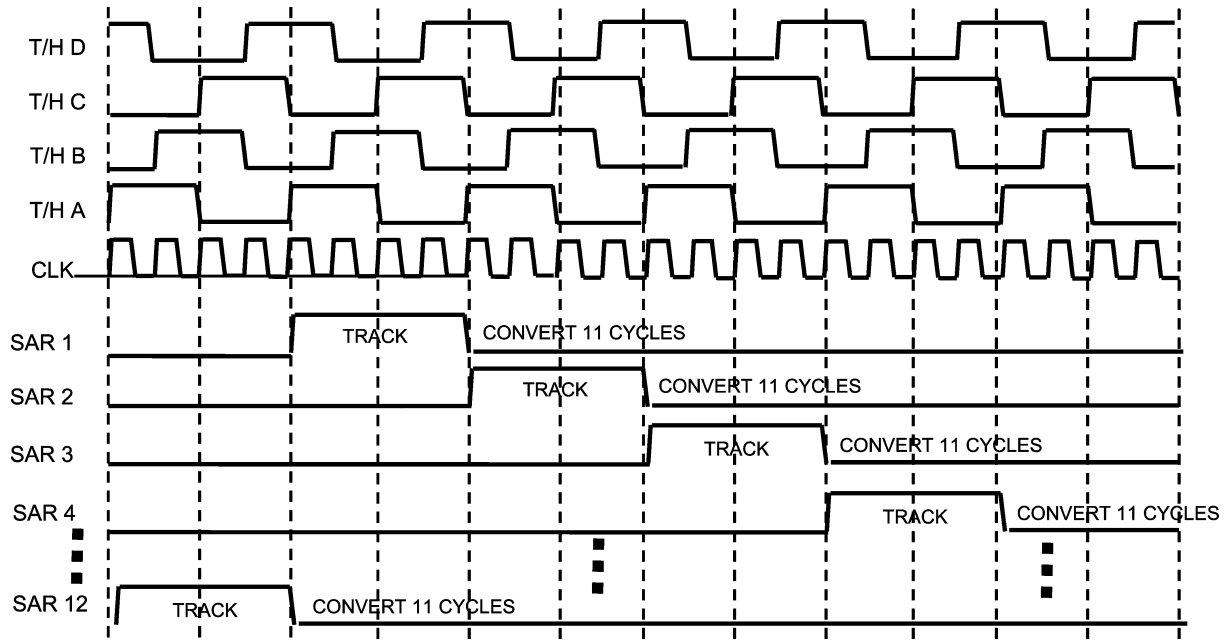 T/H D
T/H C
T/H B
T/H A
CLK
SAR 1
TRACK
CONVERT 11 CYCLES
SAR 2
TRACK
CONVERT 11 CYCLES
SAR 3
TRACK
CONVERT 11 CYCLES
SAR 4
TRACK
CONVERT 11 CYCLES
SAR 12
TRACK
CONVERT 11 CYCLES